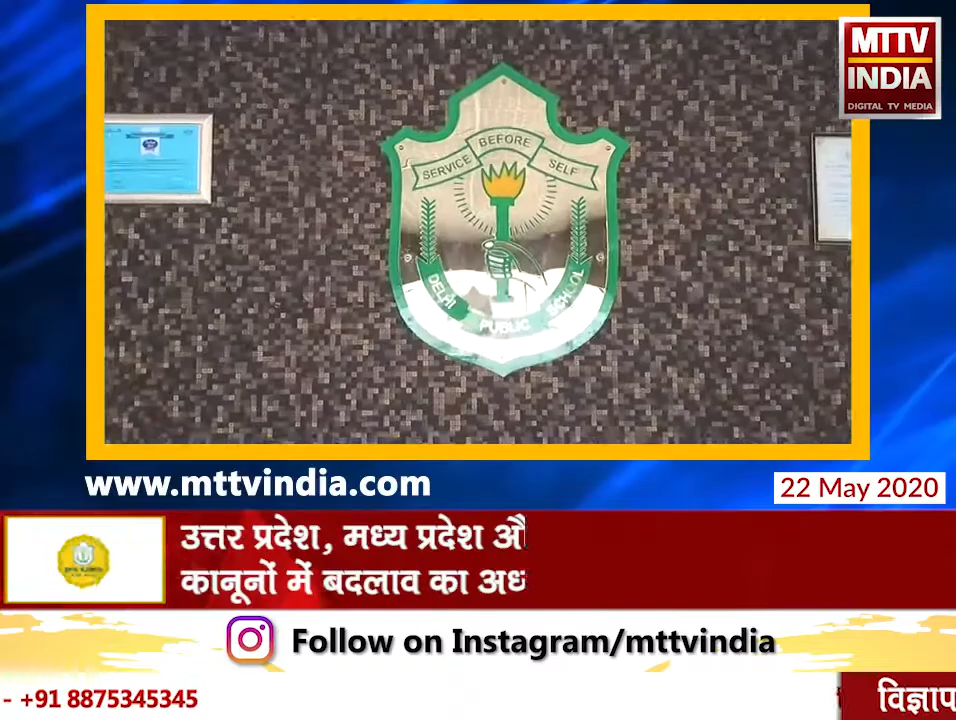 MTTV
INDIA
DIGITAL TV MEDIA
SERVICE BEFORE SELF
DELHI PUBLIC SCHOOL
www.mttvindia.com
22 May 2020
उत्तर प्रदेश, मध्य प्रदेश औ
कानूनों में बदलाव का अध
Follow on Instagram/mttvindia
- +91 8875345345
विज्ञाप